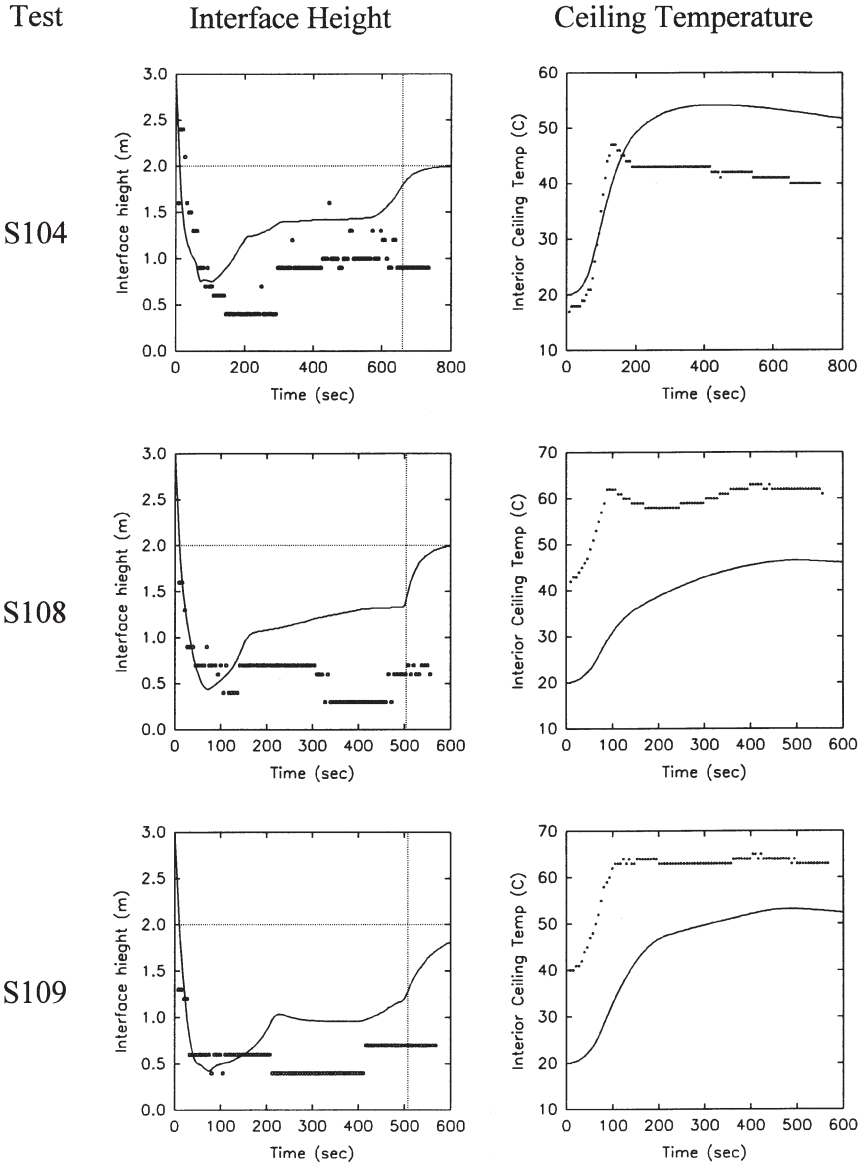 Test Interface Height Ceiling Temperature
S104
3.0
2.5
2.0
1.5
1.0
0.5
0.0
Interface hieght (m)
0 200 400 600 800
Time (sec)
60
50
40
30
20
10
Interior Ceiling Temp (C)
0 200 400 600 800
Time (sec)
S108
3.0
2.5
2.0
1.5
1.0
0.5
0.0
Interface hieght (m)
0 100 200 300 400 500 600
Time (sec)
70
60
50
40
30
20
10
Interior Ceiling Temp (C)
0 100 200 300 400 500 600
Time (sec)
S109
3.0
2.5
2.0
1.5
1.0
0.5
0.0
Interface hieght (m)
0 100 200 300 400 500 600
Time (sec)
70
60
50
40
30
20
10
Interior Ceiling Temp (C)
0 100 200 300 400 500 600
Time (sec)